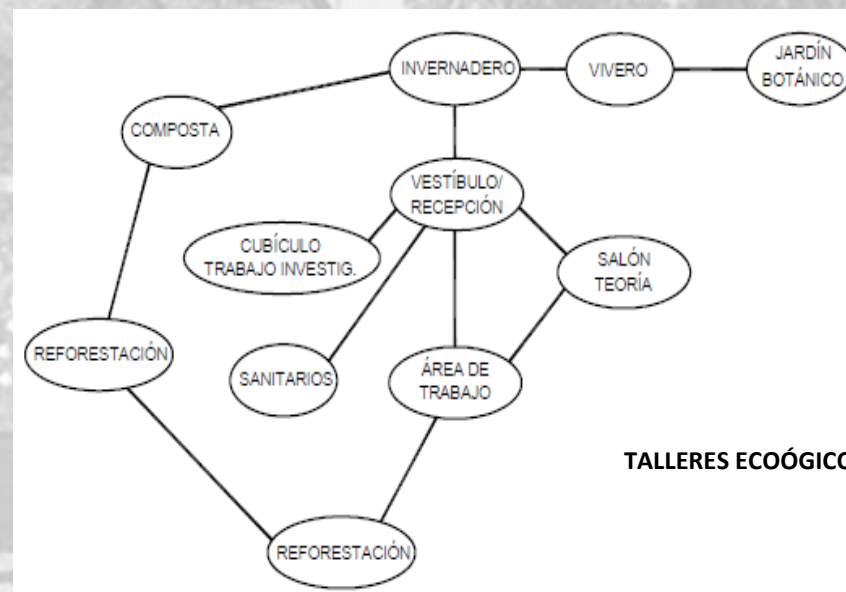 INVERNADERO
VIVERO
JARDÍN
BOTÁNICO
COMPOSTA
VESTÍBULO/
RECEPCIÓN
CUBÍCULO
TRABAJO INVESTIG.
SALÓN
TEORÍA
REFORESTACIÓN
SANITARIOS
ÁREA DE
TRABAJO
TALLERES ECOÓGICO
REFORESTACIÓN